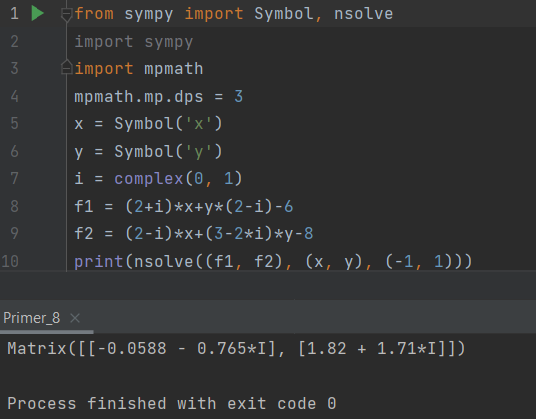 1 from sympy import Symbol, nsolve
2 import sympy
3 import mpmath
4 mpmath.mp.dps = 3
5 x = Symbol('x')
6 y = Symbol('y')
7 i = complex(0, 1)
8 f1 = (2+i)*x+y*(2-i)-6
9 f2 = (2-i)*x+(3-2*i)*y-8
10 print(nsolve((f1, f2), (x, y), (-1, 1)))
Primer_8 ×
Matrix([[-0.0588 - 0.765*I], [1.82 + 1.71*I]])
Process finished with exit code 0